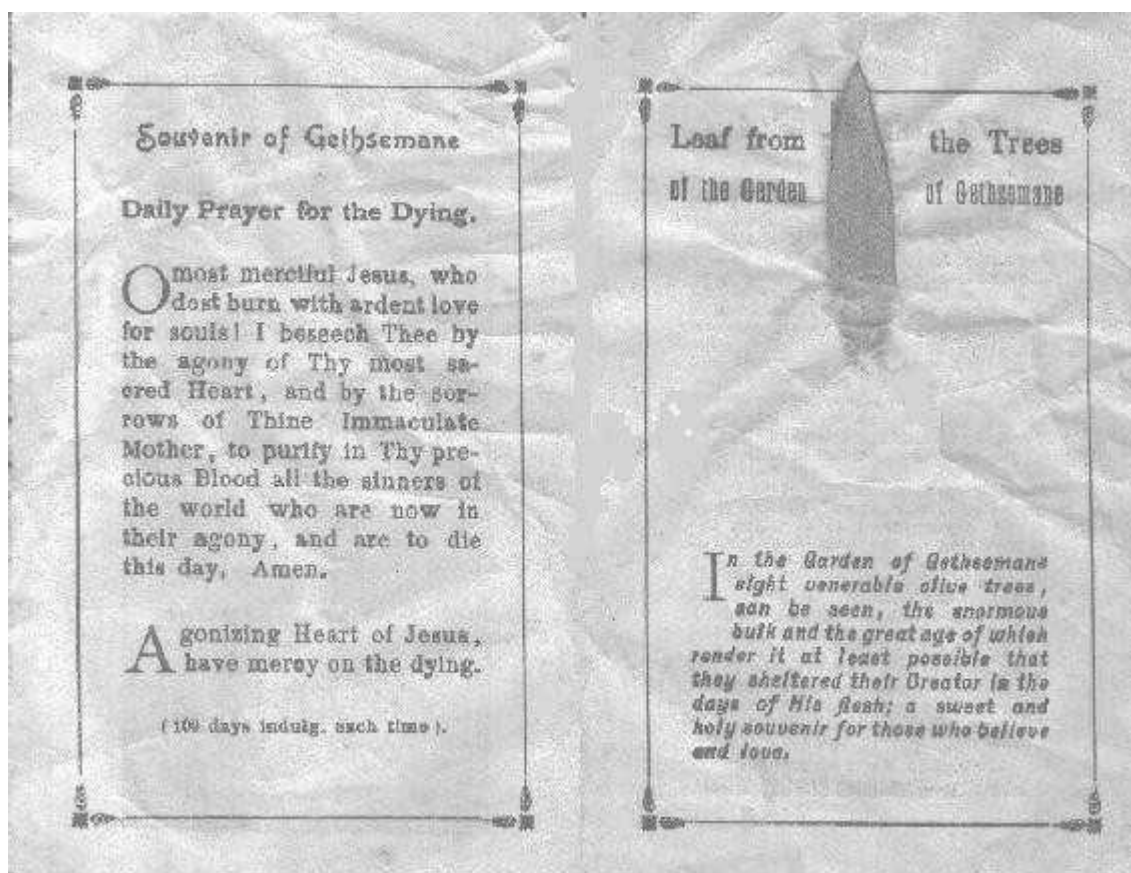 Souvenir of Gethsemane
Daily Prayer for the Dying.
O most merciful Jesus, who
dost burn with ardent love
for souls! I beseech Thee by
the agony of Thy most sa-
cred Heart, and by the sor-
rows of Thine Immaculate
Mother, to purify in Thy pre-
cious Blood all the sinners of
the world who are now in
their agony, and are to die
this day, Amen.
Agonizing Heart of Jesus,
have mercy on the dying.
(100 days indulg. each time).
Leaf from the Trees
of the Garden of Gethsemane
In the Garden of Gethsemane
eight venerable olive trees,
can be seen, the enormous
bulk and the great age of which
render it at least possible that
they sheltered their Creator in the
days of His flesh; a sweet and
holy souvenir for those who believe
and love.